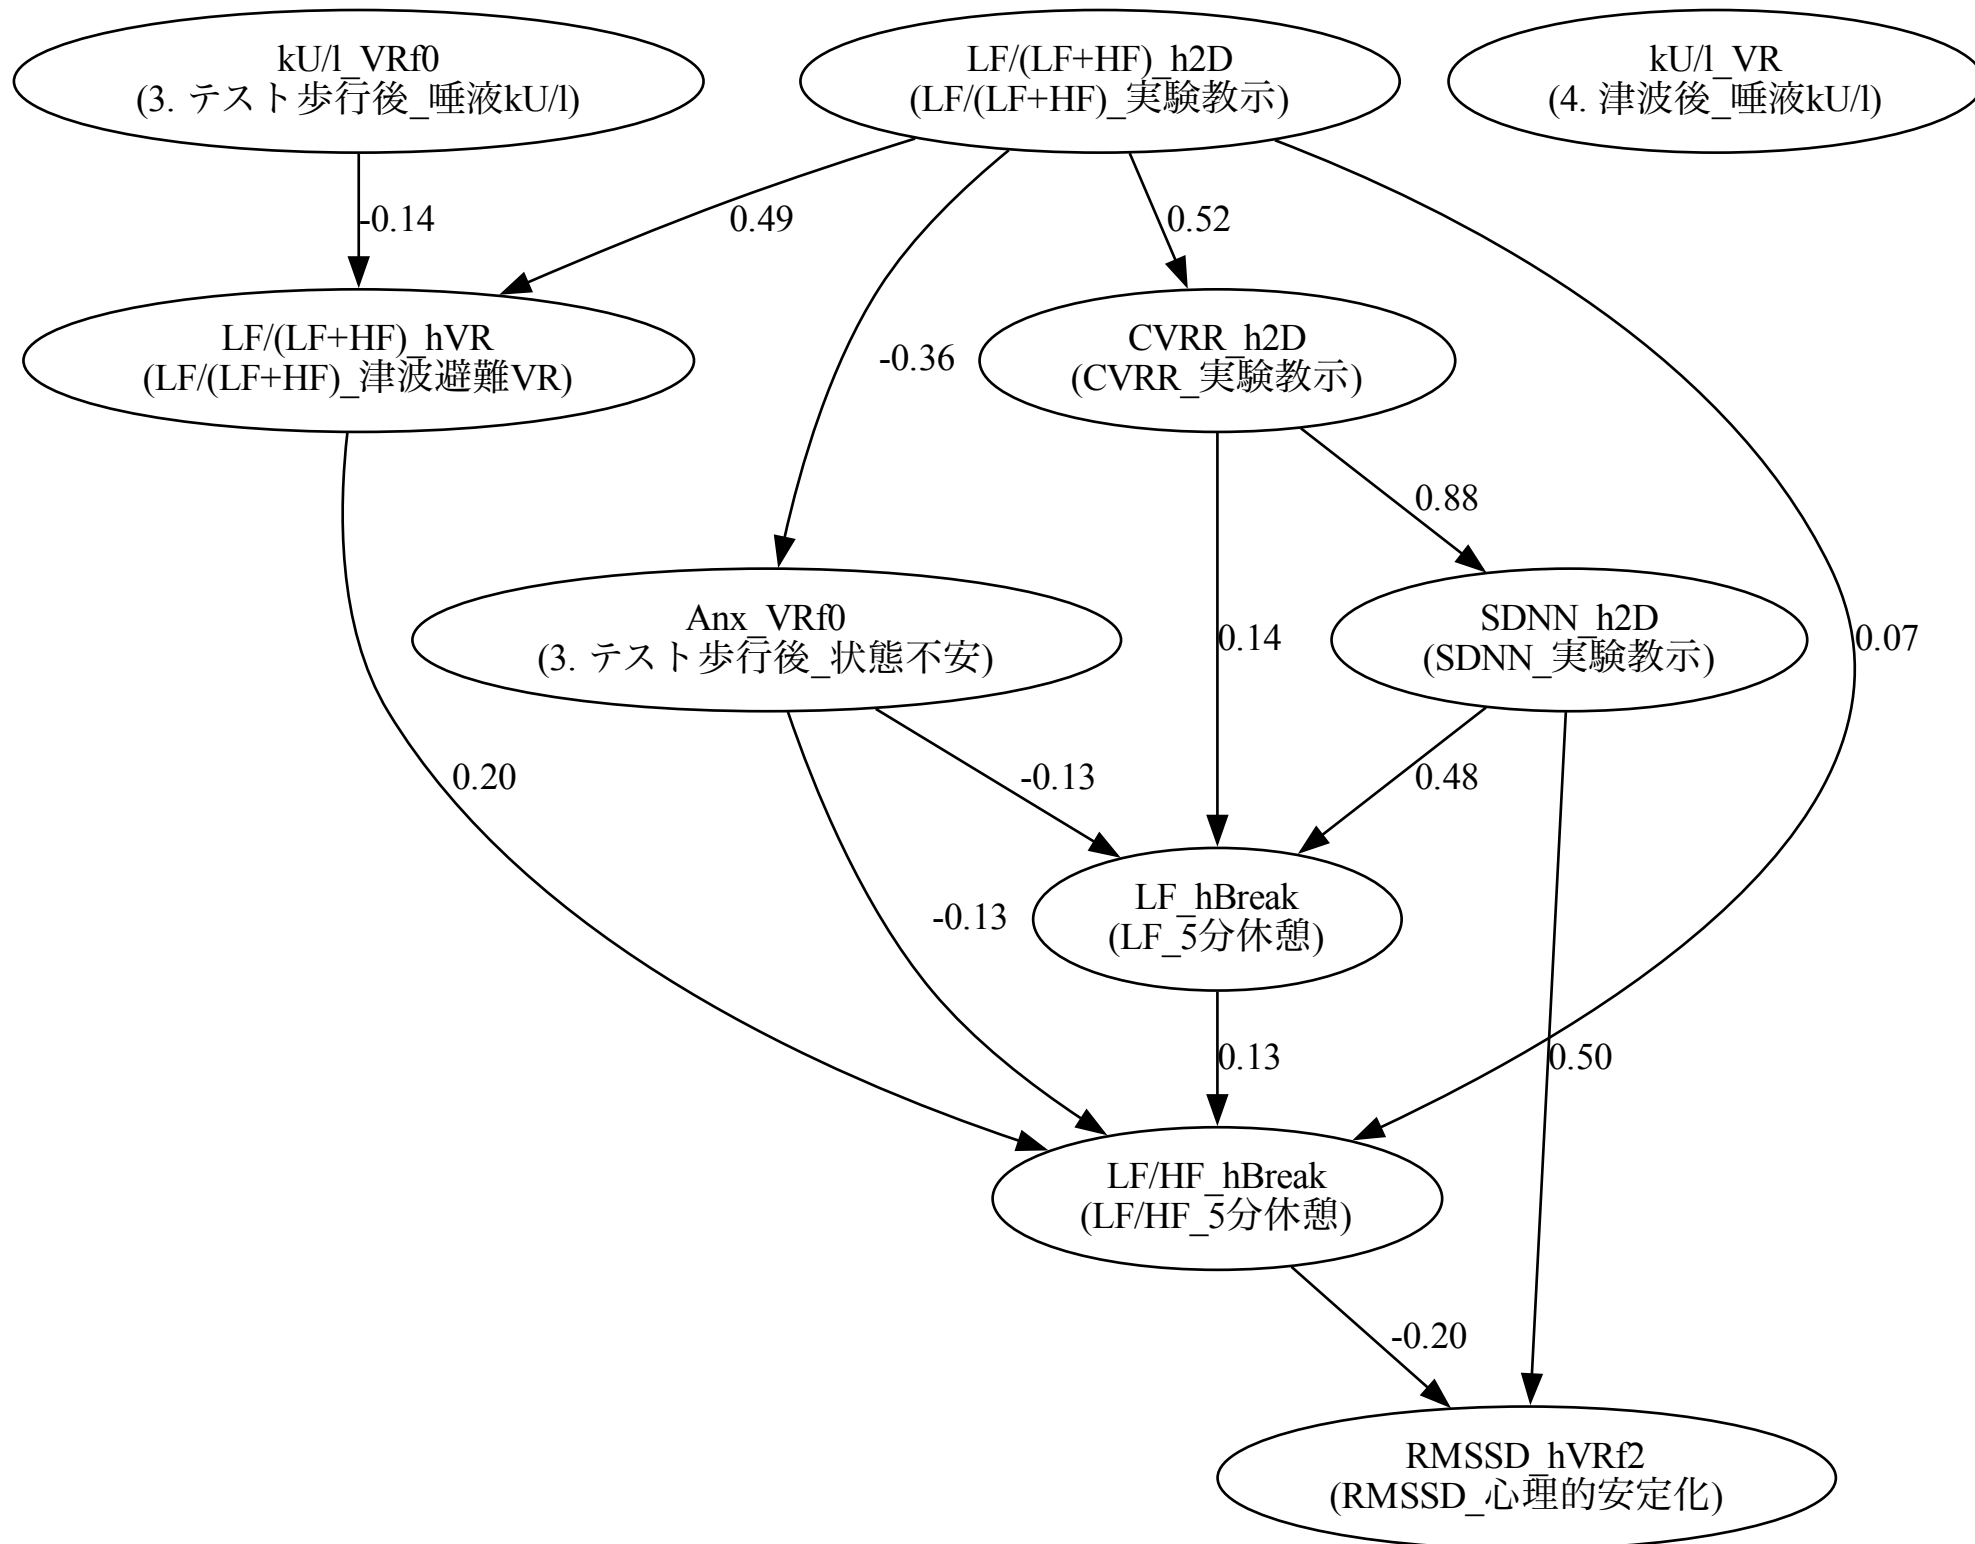 kU/l_VRf0
(3. テスト歩行後_唾液kU/l)
LF/(LF+HF)_h2D
(LF/(LF+HF)_実験教示)
kU/l_VR
(4. 津波後_唾液kU/l)
-0.14
0.49
0.52
LF/(LF+HF)_hVR
(LF/(LF+HF)_津波避難VR)
-0.36
CVRR_h2D
(CVRR_実験教示)
0.88
Anx_VRf0
(3. テスト歩行後_状態不安)
0.14
SDNN_h2D
(SDNN_実験教示)
0.07
0.20
-0.13
0.48
-0.13
LF_hBreak
(LF_5分休憩)
0.13
0.50
LF/HF_hBreak
(LF/HF_5分休憩)
-0.20
RMSSD_hVRf2
(RMSSD_心理的安定化)